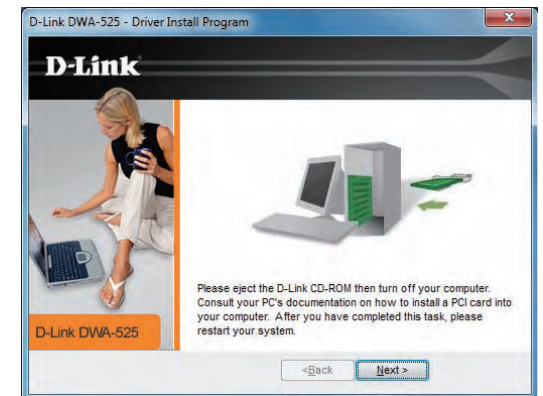 D-Link DWA-525 - Driver Install Program
D-Link
Please eject the D-Link CD-ROM then turn off your computer.
Consult your PC's documentation on how to install a PCI card into
your computer. After you have completed this task, please
restart your system.
D-Link DWA-525
<Back
Next >